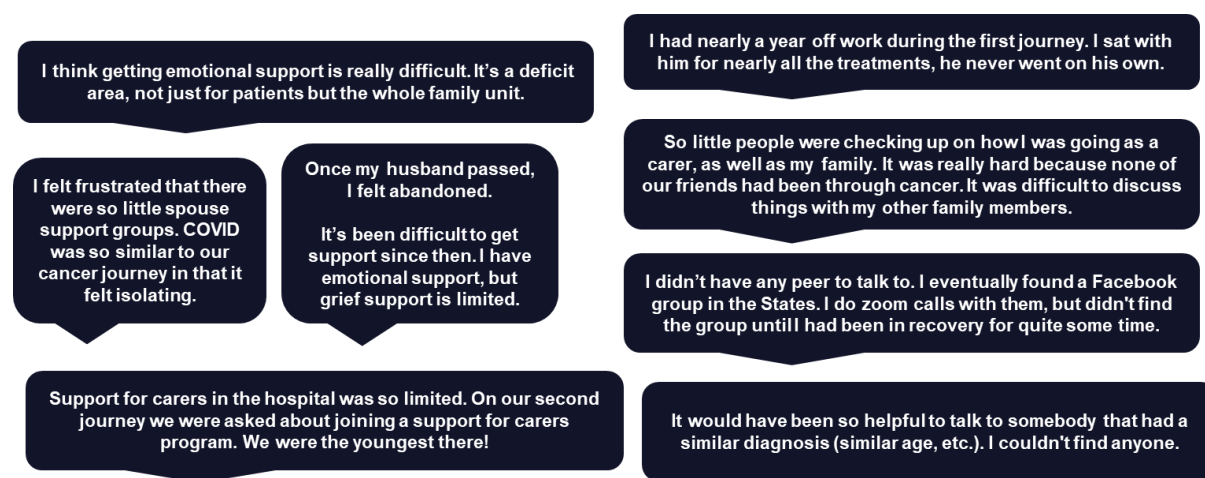 I think getting emotional support is really difficult. It's a deficit
area, not just for patients but the whole family unit.
I felt frustrated that there
were so little spouse
support groups. COVID
was so similar to our
cancer journey in that it
felt isolating.
Once my husband passed,
I felt abandoned.
It's been difficult to get
support since then. I have
emotional support, but
grief support is limited.
Support for carers in the hospital was so limited. On our second
journey we were asked about joining a support for carers
program. We were the youngest there!
I had nearly a year off work during the first journey. I sat with
him for nearly all the treatments, he never went on his own.
So little people were checking up on how I was going as a
carer, as well as my family. It was really hard because none of
our friends had been through cancer. It was difficult to discuss
things with my other family members.
I didn’t have any peer to talk to. I eventually found a Facebook
group in the States. I do zoom calls with them, but didn't find
the group until I had been in recovery for quite some time.
It would have been so helpful to talk to somebody that had a
similar diagnosis (similar age, etc.). I couldn't find anyone.